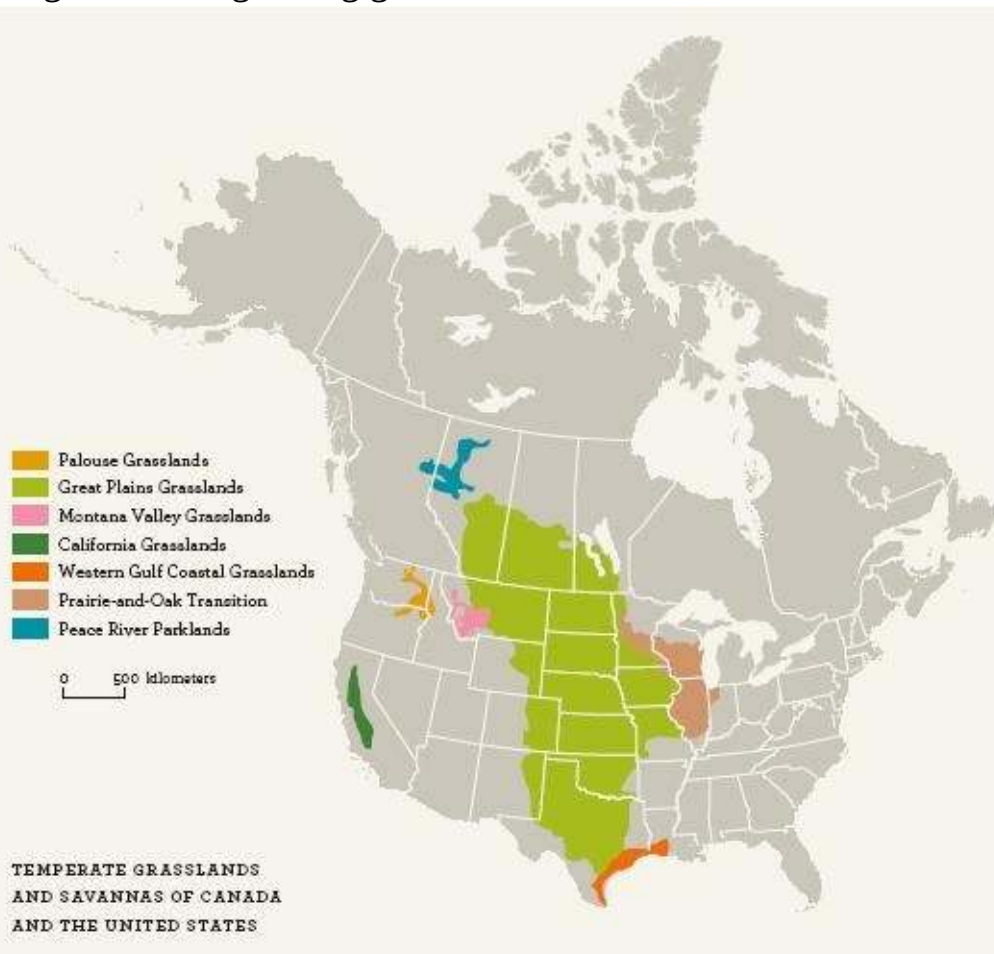 Palouse Grasslands
Great Plains Grasslands
Montana Valley Grasslands
California Grasslands
Western Gulf Coastal Grasslands
Prairie-and-Oak Transition
Peace River Parklands
0 500 kilometers
TEMPERATE GRASSLANDS
AND SAVANNAS OF CANADA
AND THE UNITED STATES